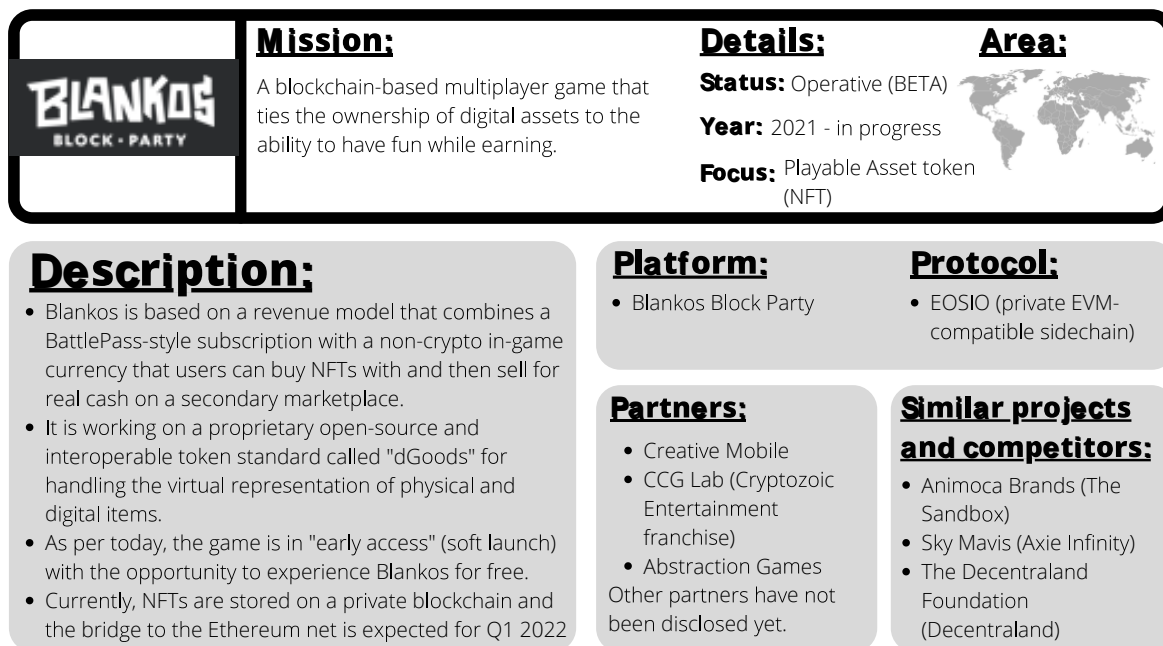 BLANKOS
BLOCK • PARTY
Mission:
A blockchain-based multiplayer game that
ties the ownership of digital assets to the
ability to have fun while earning.
Details:
Status: Operative (BETA)
Year: 2021 - in progress
Focus: Playable Asset token
(NFT)
Area:
Description:
• Blankos is based on a revenue model that combines a
BattlePass-style subscription with a non-crypto in-game
currency that users can buy NFTs with and then sell for
real cash on a secondary marketplace.
• It is working on a proprietary open-source and
interoperable token standard called "dGoods" for
handling the virtual representation of physical and
digital items.
• As per today, the game is in "early access" (soft launch)
with the opportunity to experience Blankos for free.
• Currently, NFTs are stored on a private blockchain and
the bridge to the Ethereum net is expected for Q1 2022
Platform:
• Blankos Block Party
Protocol:
• EOSIO (private EVM-
compatible sidechain)
Partners:
• Creative Mobile
• CCG Lab (Cryptozoic
Entertainment
franchise)
• Abstraction Games
Other partners have not
been disclosed yet.
Similar projects
and competitors:
• Animoca Brands (The
Sandbox)
• Sky Mavis (Axie Infinity)
• The Decentraland
Foundation
(Decentraland)